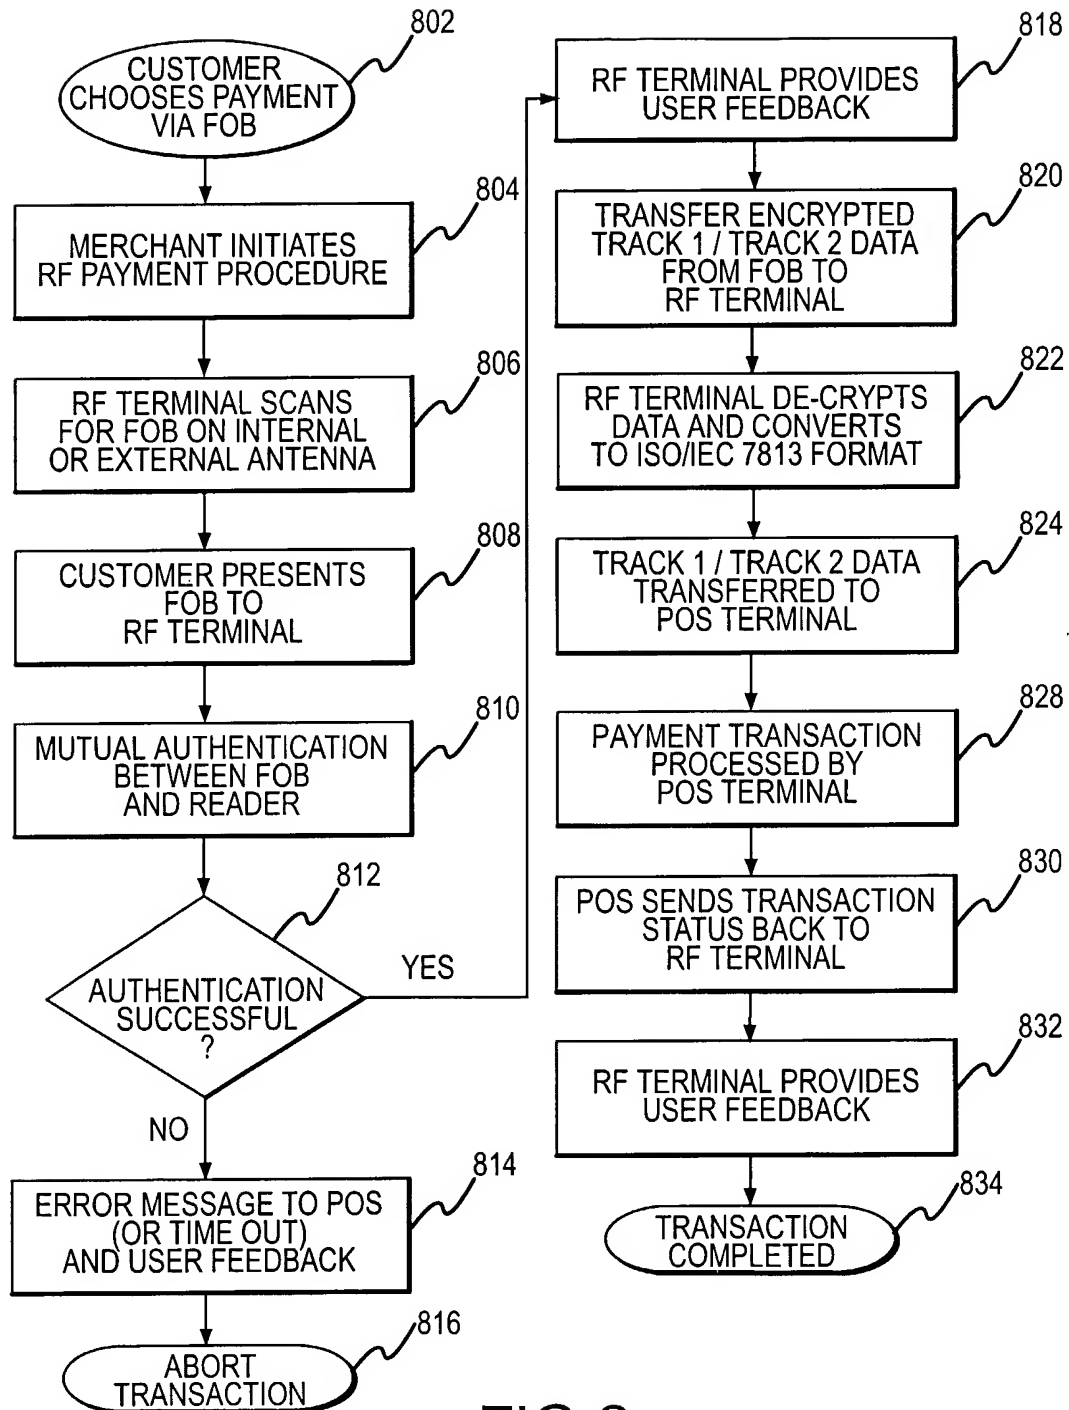 802
CUSTOMER
CHOOSES PAYMENT
VIA FOB
804
MERCHANT INITIATES
RF PAYMENT PROCEDURE
806
RF TERMINAL SCANS
FOR FOB ON INTERNAL
OR EXTERNAL ANTENNA
808
CUSTOMER PRESENTS
FOB TO
RF TERMINAL
810
MUTUAL AUTHENTICATION
BETWEEN FOB
AND READER
812
AUTHENTICATION
SUCCESSFUL
?
YES
NO
814
ERROR MESSAGE TO POS
(OR TIME OUT)
AND USER FEEDBACK
816
ABORT
TRANSACTION
818
RF TERMINAL PROVIDES
USER FEEDBACK
820
TRANSFER ENCRYPTED
TRACK 1 / TRACK 2 DATA
FROM FOB TO
RF TERMINAL
822
RF TERMINAL DE-CRYPTS
DATA AND CONVERTS
TO ISO/IEC 7813 FORMAT
824
TRACK 1 / TRACK 2 DATA
TRANSFERRED TO
POS TERMINAL
828
PAYMENT TRANSACTION
PROCESSED BY
POS TERMINAL
830
POS SENDS TRANSACTION
STATUS BACK TO
RF TERMINAL
832
RF TERMINAL PROVIDES
USER FEEDBACK
834
TRANSACTION
COMPLETED